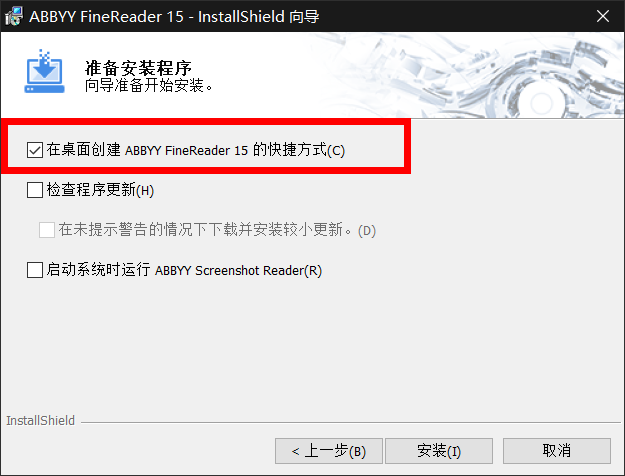 ABBYY FineReader 15 - InstallShield 向导
准备安装程序
向导准备开始安装。
在桌面创建 ABBYY FineReader 15 的快捷方式(C)
检查程序更新(H)
在未提示警告的情况下下载并安装较小更新。(D)
启动系统时运行 ABBYY Screenshot Reader(R)
InstallShield
< 上一步(B) 安装(I) 取消